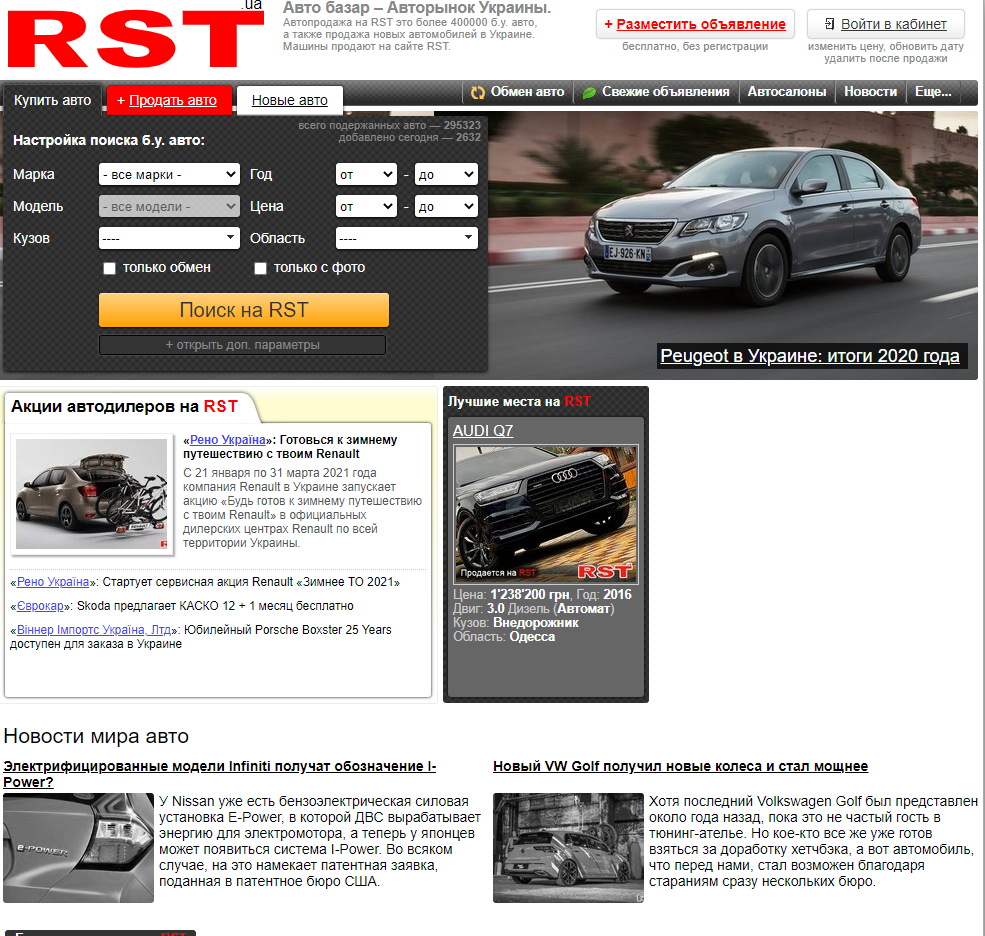 .ua
RST
Авто базар – Авторынок Украины.
Автопродажа на RST это более 400000 б.у. авто,
а также продажа новых автомобилей в Украине.
Машины продают на сайте RST.
+ Разместить объявление
бесплатно, без регистрации
Войти в кабинет
изменить цену, обновить дату
удалить после продажи
Купить авто
+ Продать авто
Новые авто
Обмен авто
Свежие объявления
Автосалоны
Новости
Еще...
всего подержанных авто — 295323
добавлено сегодня — 2632
Настройка поиска б.у. авто:
Марка - все марки - Год от - до
Модель - все модели - Цена от - до
Кузов ---- Область ----
только обмен только с фото
Поиск на RST
+ открыть доп. параметры
EJ-926-KN
Peugeot в Украине: итоги 2020 года
Акции автодилеров на RST
«Рено Україна»: Готовься к зимнему
путешествию с твоим Renault
С 21 января по 31 марта 2021 года
компания Renault в Украине запускает
акцию «Будь готов к зимнему путешествию
с твоим Renault» в официальных
дилерских центрах Renault по всей
территории Украины.
«Рено Україна»: Стартует сервисная акция Renault «Зимнее ТО 2021»
«Єврокар»: Skoda предлагает КАСКО 12 + 1 месяц бесплатно
«Віннер Імпортс Україна, Лтд»: Юбилейный Porsche Boxster 25 Years
доступен для заказа в Украине
Лучшие места на RST
AUDI Q7
Продается на RST
RST
Цена: 1'238'200 грн, Год: 2016
Двиг: 3.0 Дизель (Автомат)
Кузов: Внедорожник
Область: Одесса
Новости мира авто
Электрифицированные модели Infiniti получат обозначение I-
Power?
e-POWER
У Nissan уже есть бензоэлектрическая силовая
установка E-Power, в которой ДВС вырабатывает
энергию для электромотора, а теперь у японцев
может появиться система I-Power. Во всяком
случае, на это намекает патентная заявка,
поданная в патентное бюро США.
Новый VW Golf получил новые колеса и стал мощнее
Хотя последний Volkswagen Golf был представлен
около года назад, пока это не частый гость в
тюнинг-ателье. Но кое-кто все же уже готов
взяться за доработку хетчбэка, а вот автомобиль,
что перед нами, стал возможен благодаря
стараниям сразу нескольких бюро.